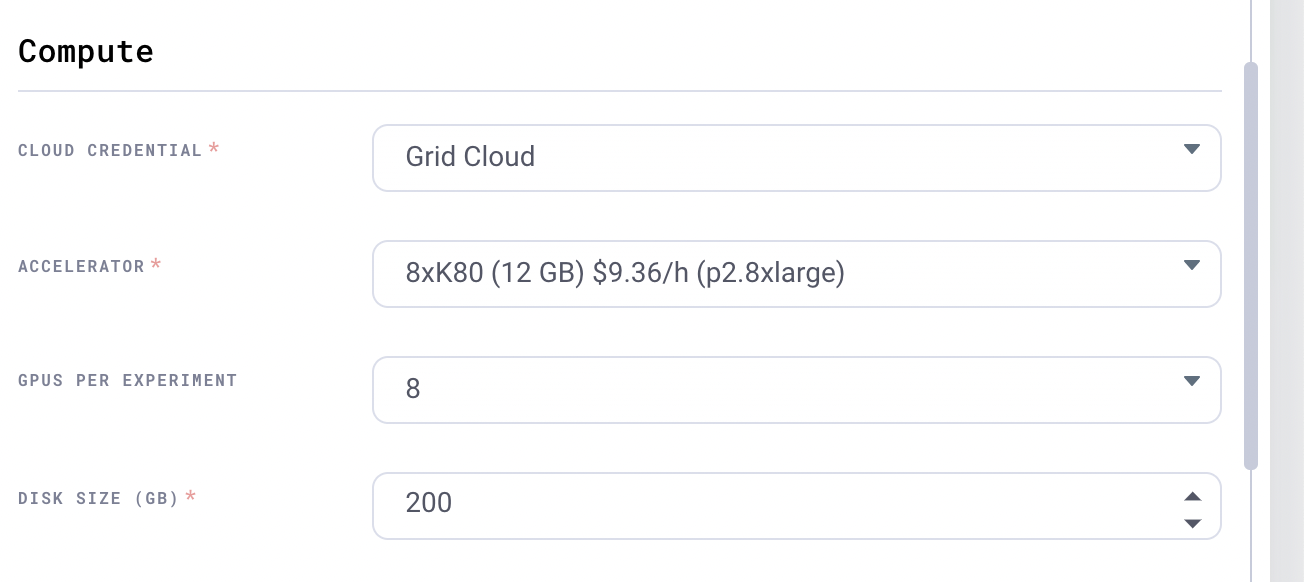 Compute
CLOUD CREDENTIAL *
Grid Cloud
ACCELERATOR *
8xK80 (12 GB) $9.36/h (p2.8xlarge)
GPUS PER EXPERIMENT
8
DISK SIZE (GB) *
200